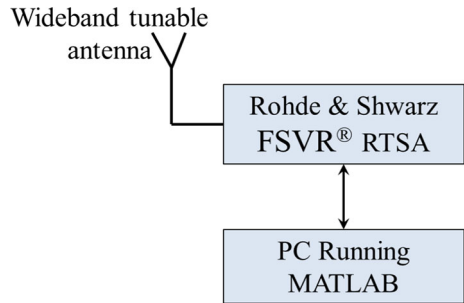 Wideband tunable
antenna
Rohde & Shwarz
FSVR® RTSA
PC Running
MATLAB